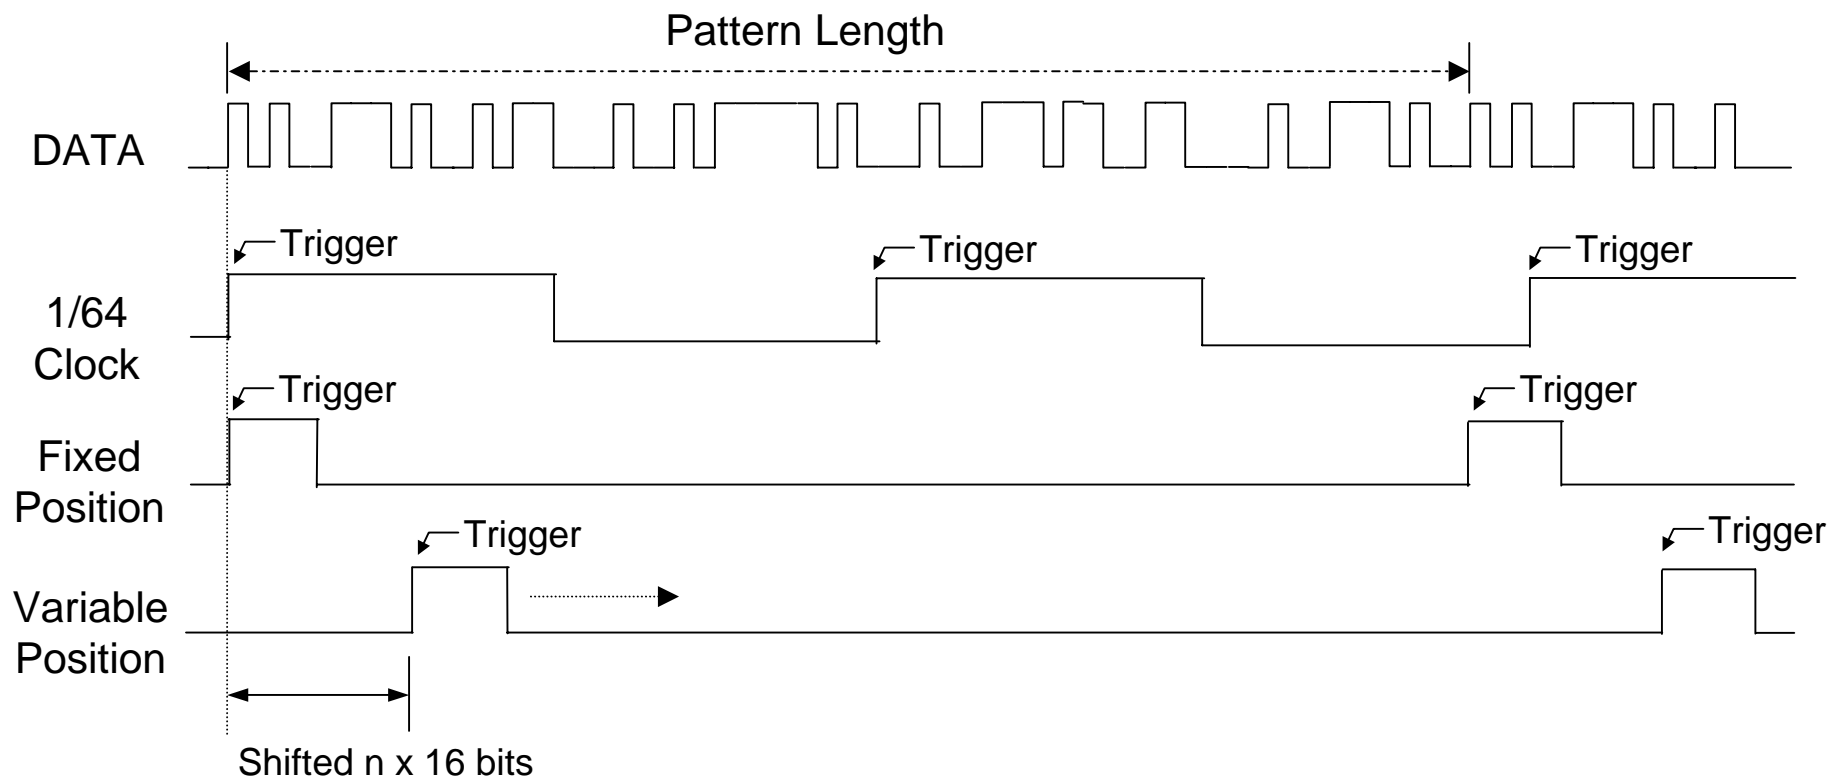 Pattern Length
DATA
Trigger
Trigger
Trigger
1/64
Clock
Trigger
Trigger
Fixed
Position
Trigger
Trigger
Variable
Position
Shifted n x 16 bits